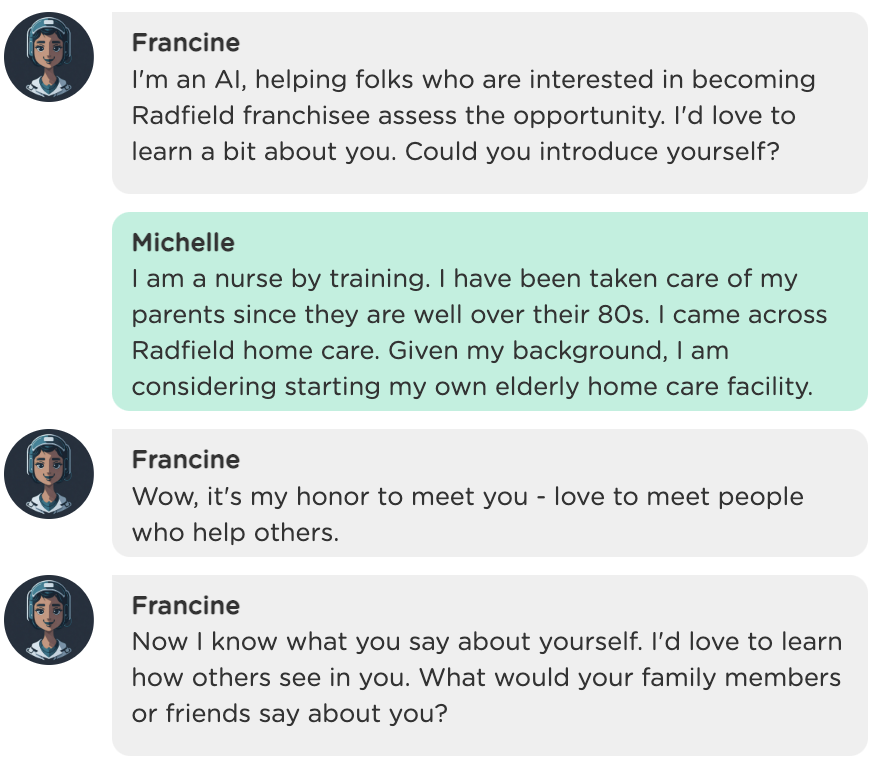 Francine
I'm an AI, helping folks who are interested in becoming
Radfield franchisee assess the opportunity. I'd love to
learn a bit about you. Could you introduce yourself?
Michelle
I am a nurse by training. I have been taken care of my
parents since they are well over their 80s. I came across
Radfield home care. Given my background, I am
considering starting my own elderly home care facility.
Francine
Wow, it's my honor to meet you - love to meet people
who help others.
Francine
Now I know what you say about yourself. I'd love to learn
how others see in you. What would your family members
or friends say about you?